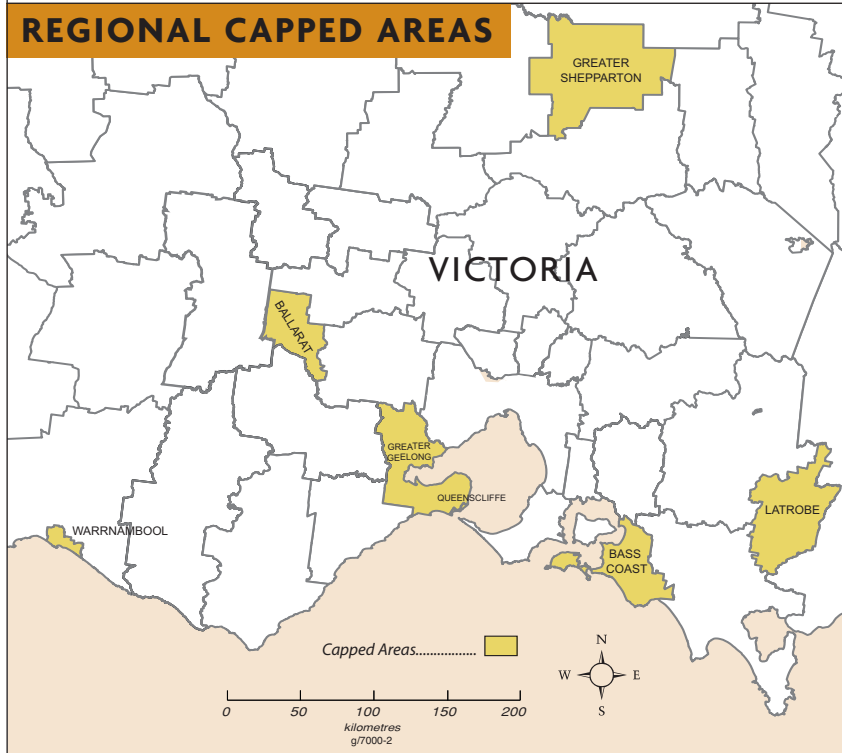 REGIONAL CAPPED AREAS
GREATER
SHEPPARTON
VICTORIA
BALLARAT
GREATER
GEELONG
QUEENSCLIFFE
WARRNAMBOOL
LATROBE
BASS
COAST
Capped Areas.................
N
W E
S
0 50 100 150 200
kilometres
g/7000-2